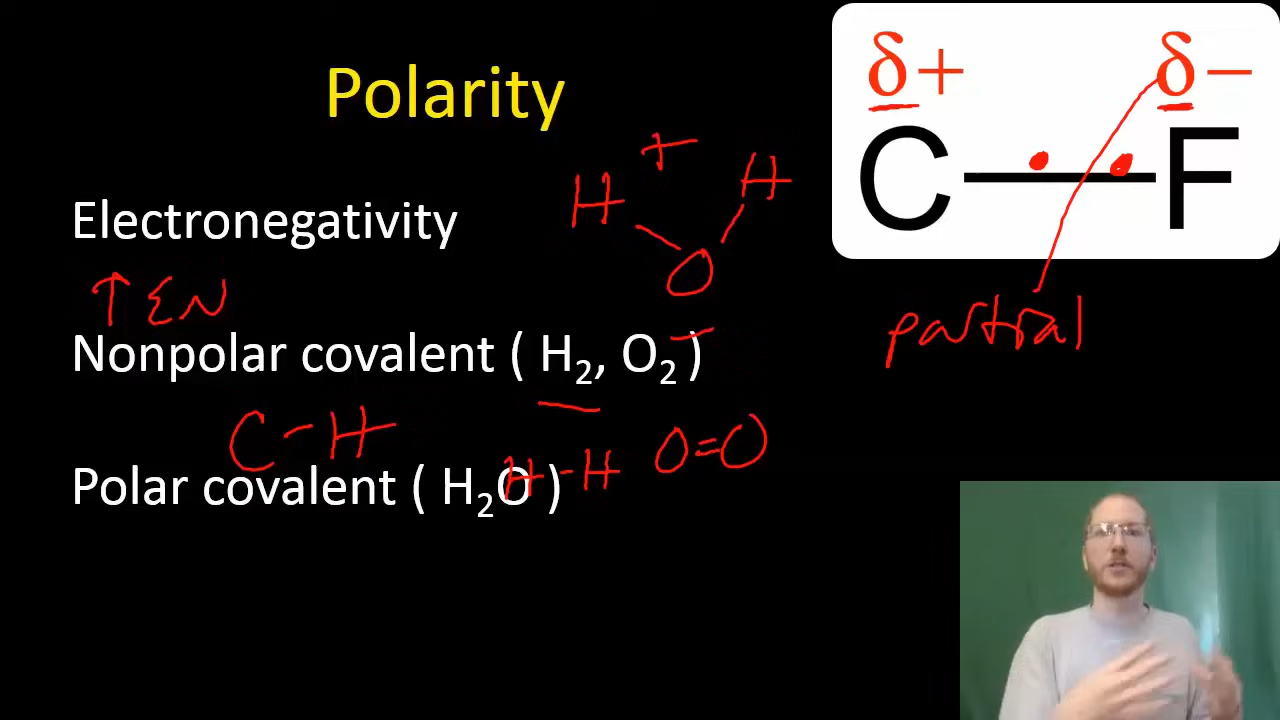 Polarity
δ+ δ−
C F
H + H
O
−
Electronegativity
↑ EN
partial
Nonpolar covalent ( H₂, O₂ )
C-H
H-H O=O
Polar covalent ( H₂O )